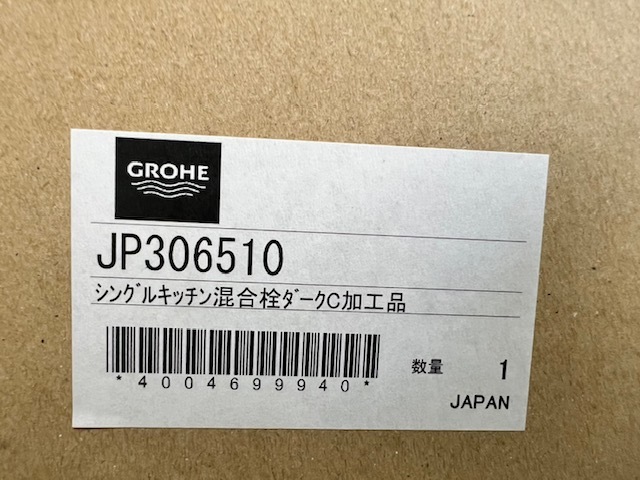 GROHE
JP306510
シングルキッチン混合栓ダークC加工品
*4004699940*
数量 1
JAPAN